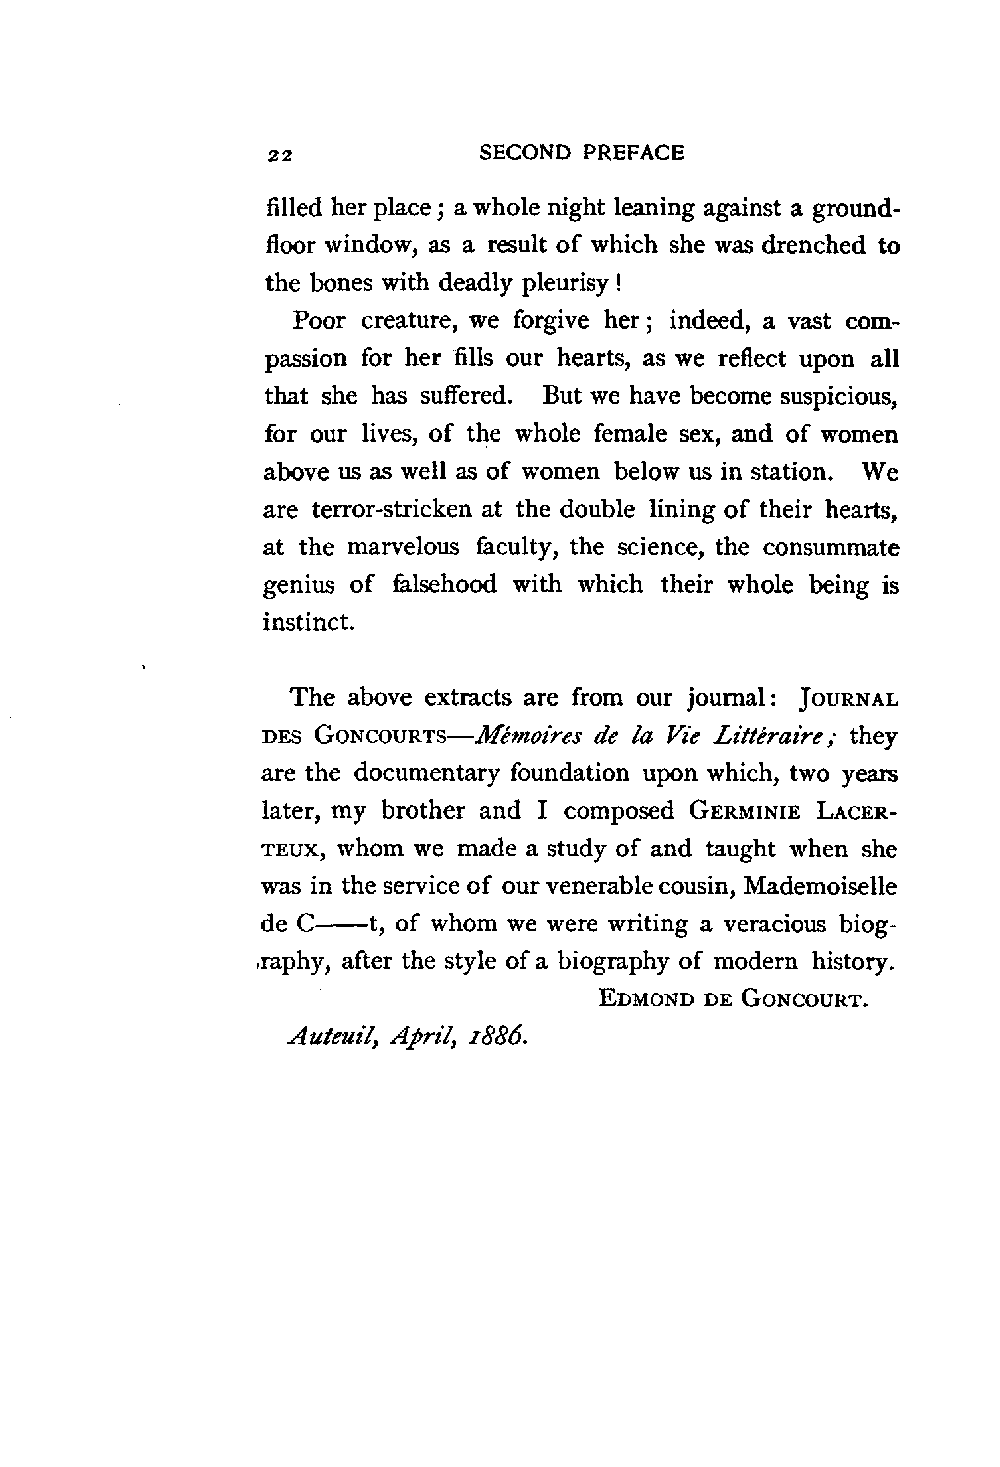 22 SECOND PREFACE
filled her place; a whole night leaning against a ground-
floor window, as a result of which she was drenched to
the bones with deadly pleurisy!
Poor creature, we forgive her; indeed, a vast com-
passion for her fills our hearts, as we reflect upon all
that she has suffered. But we have become suspicious,
for our lives, of the whole female sex, and of women
above us as well as of women below us in station. We
are terror-stricken at the double lining of their hearts,
at the marvelous faculty, the science, the consummate
genius of falsehood with which their whole being is
instinct.
The above extracts are from our journal: JOURNAL
DES GONCOURTS—Mémoires de la Vie Littéraire; they
are the documentary foundation upon which, two years
later, my brother and I composed GERMINIE LACER-
TEUX, whom we made a study of and taught when she
was in the service of our venerable cousin, Mademoiselle
de C——t, of whom we were writing a veracious biog-
raphy, after the style of a biography of modern history.
EDMOND DE GONCOURT.
Auteuil, April, 1886.